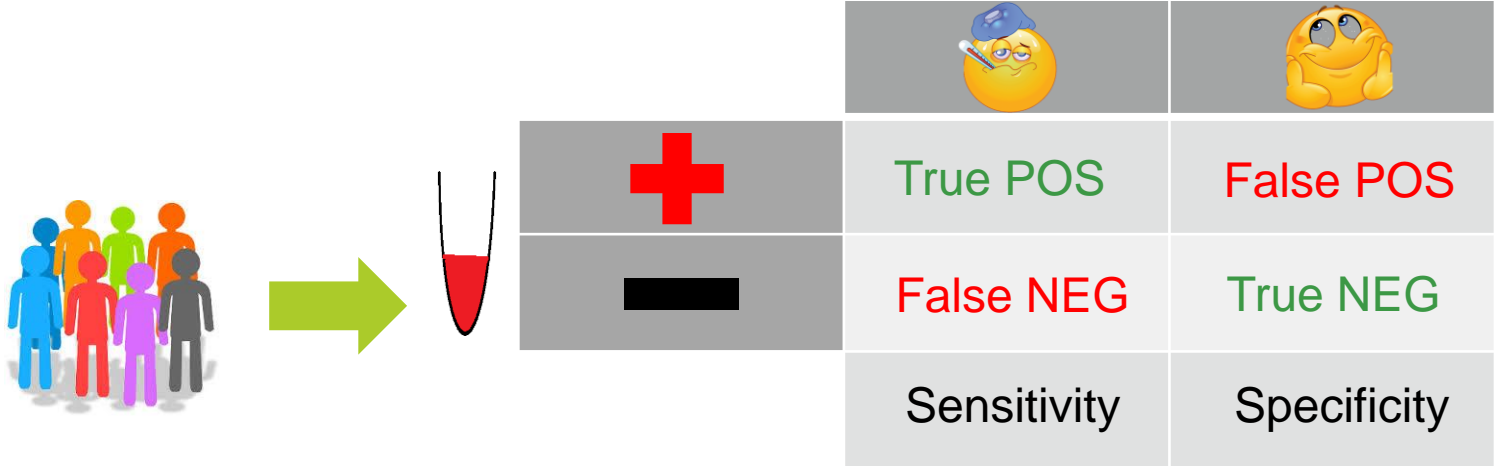 True POS False POS
False NEG True NEG
Sensitivity Specificity